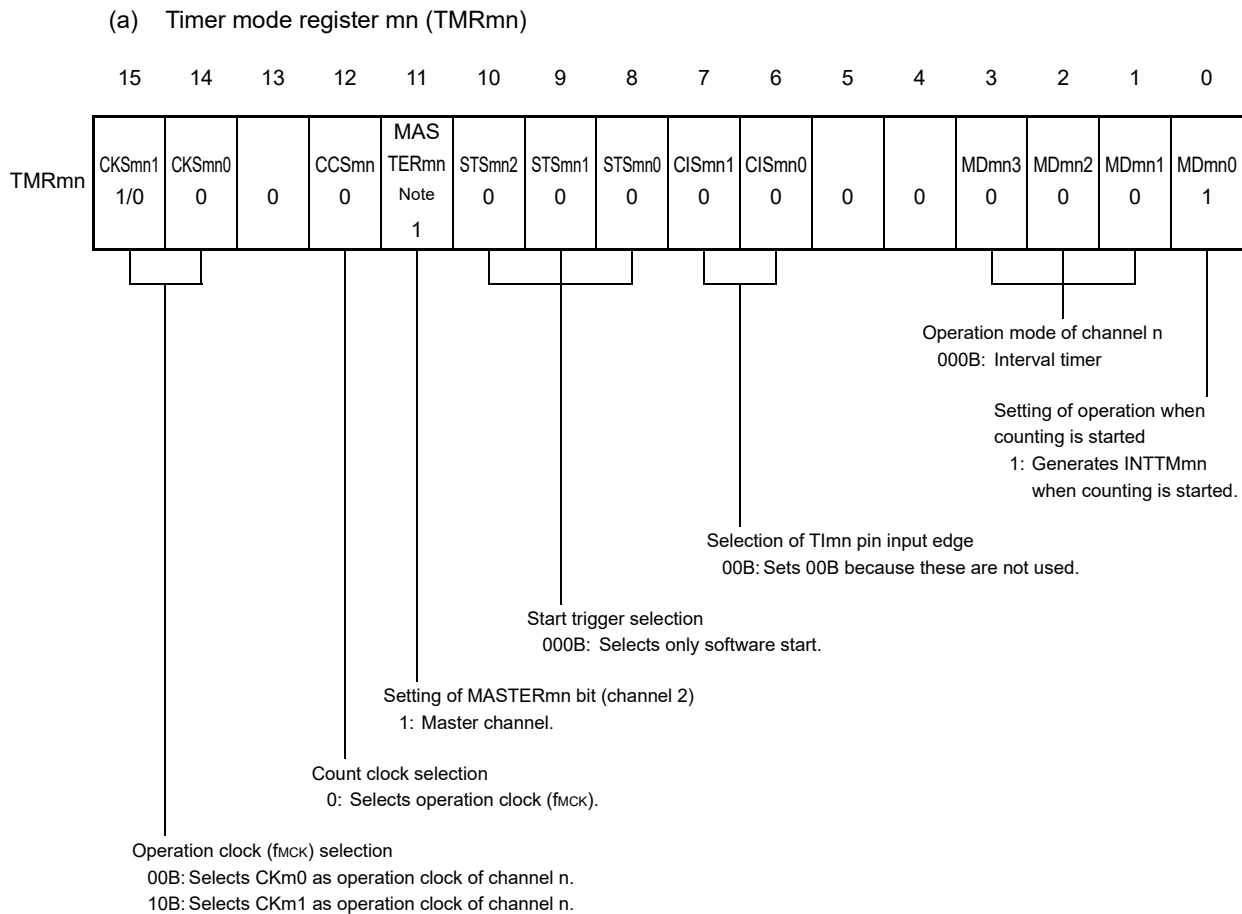 (a) Timer mode register mn (TMRmn)
15 14 13 12 11 10 9 8 7 6 5 4 3 2 1 0
TMRmn
CKSmn1 CKSmn0 CCSmn MAS TERmn Note STSmn2 STSmn1 STSmn0 CISmn1 CISmn0 MDmn3 MDmn2 MDmn1 MDmn0
1/0 0 0 0 1 0 0 0 0 0 0 0 0 0 0 1
Operation mode of channel n
000B: Interval timer
Setting of operation when
counting is started
1: Generates INTTMmn
when counting is started.
Selection of TImn pin input edge
00B: Sets 00B because these are not used.
Start trigger selection
000B: Selects only software start.
Setting of MASTERmn bit (channel 2)
1: Master channel.
Count clock selection
0: Selects operation clock (fMCK).
Operation clock (fMCK) selection
00B: Selects CKm0 as operation clock of channel n.
10B: Selects CKm1 as operation clock of channel n.